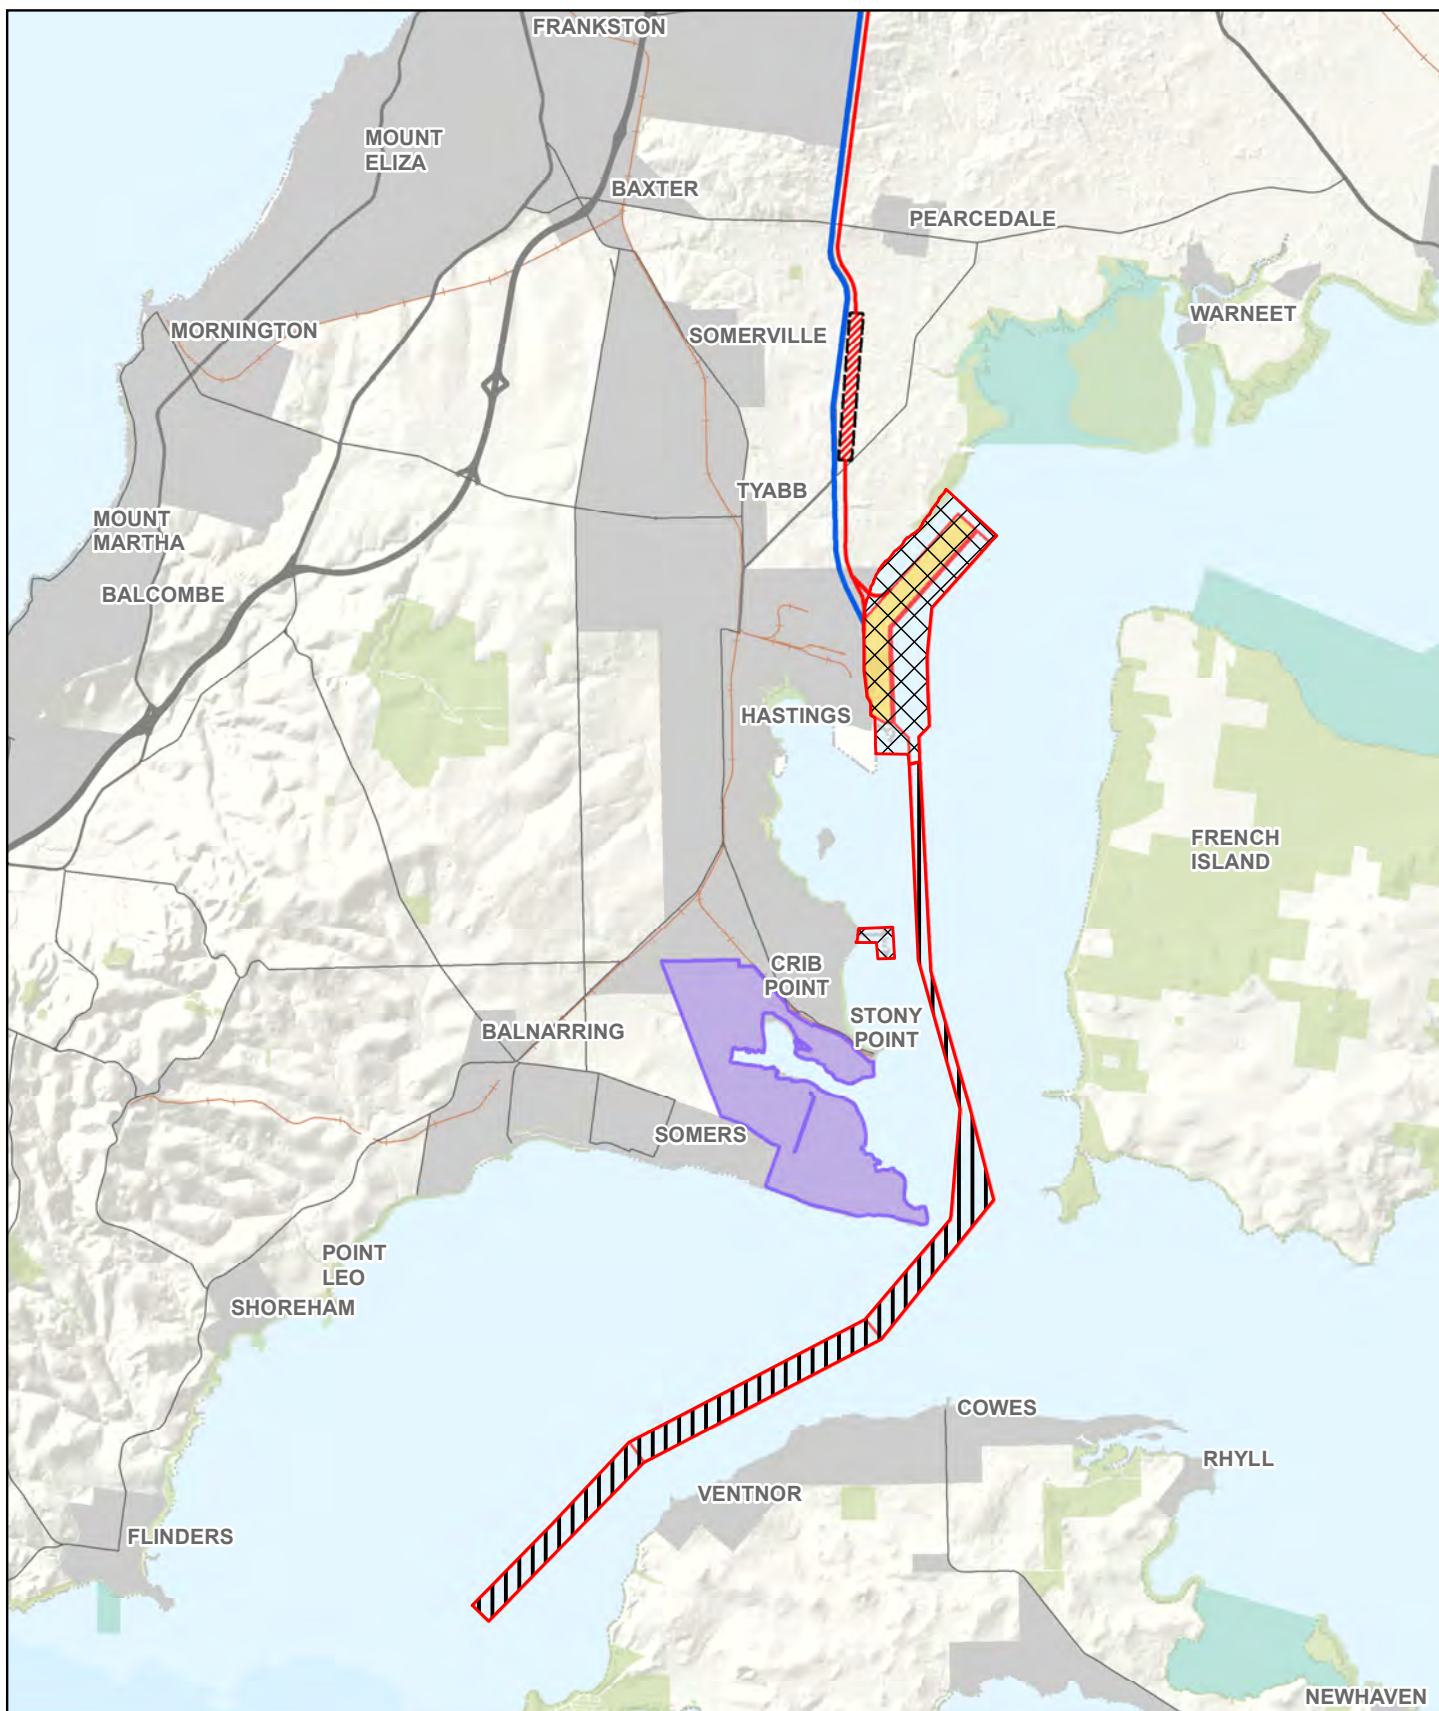 FRANKSTON
MOUNT
ELIZA
BAXTER
PEARCEDALE
WARNEET
MORNINGTON
SOMERVILLE
TYABB
MOUNT
MARTHA
BALCOMBE
HASTINGS
FRENCH
ISLAND
CRIB
POINT
STONY
POINT
BALNARRING
SOMERS
POINT
LEO
SHOREHAM
COWES
RHYLL
VENTNOR
FLINDERS
NEWHAVEN